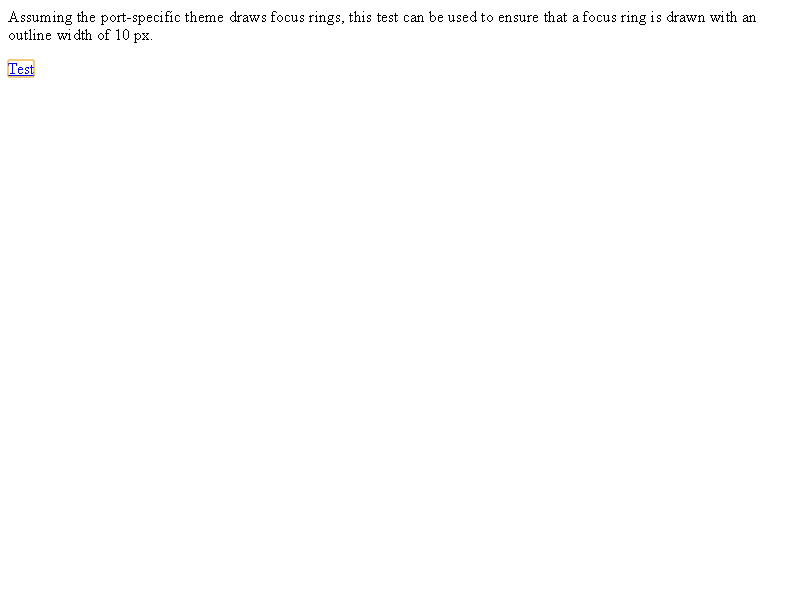 Assuming the port-specific theme draws focus rings, this test can be used to ensure that a focus ring is drawn with an
outline width of 10 px.
Test